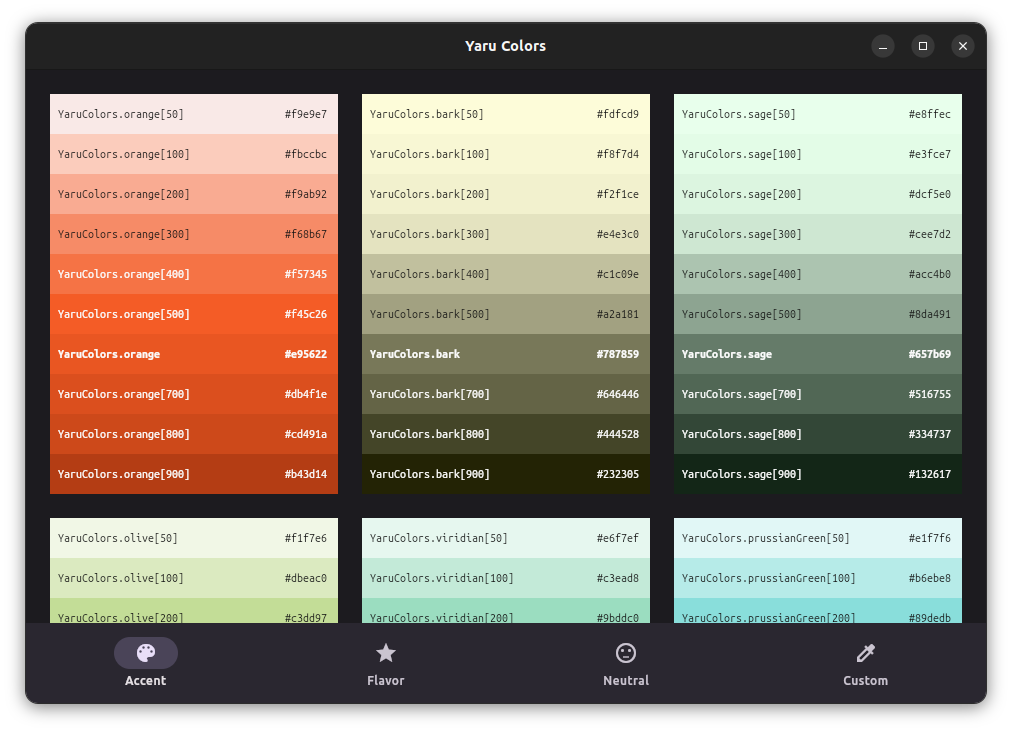 Yaru Colors
YaruColors.orange[50] #f9e9e7
YaruColors.orange[100] #fbccbc
YaruColors.orange[200] #f9ab92
YaruColors.orange[300] #f68b67
YaruColors.orange[400] #f57345
YaruColors.orange[500] #f45c26
YaruColors.orange #e95622
YaruColors.orange[700] #db4f1e
YaruColors.orange[800] #cd491a
YaruColors.orange[900] #b43d14
YaruColors.bark[50] #fdfcd9
YaruColors.bark[100] #f8f7d4
YaruColors.bark[200] #f2f1ce
YaruColors.bark[300] #e4e3c0
YaruColors.bark[400] #c1c09e
YaruColors.bark[500] #a2a181
YaruColors.bark #787859
YaruColors.bark[700] #646446
YaruColors.bark[800] #444528
YaruColors.bark[900] #232305
YaruColors.sage[50] #e8ffec
YaruColors.sage[100] #e3fce7
YaruColors.sage[200] #dcf5e0
YaruColors.sage[300] #cee7d2
YaruColors.sage[400] #acc4b0
YaruColors.sage[500] #8da491
YaruColors.sage #657b69
YaruColors.sage[700] #516755
YaruColors.sage[800] #334737
YaruColors.sage[900] #132617
YaruColors.olive[50] #f1f7e6
YaruColors.olive[100] #dbeac0
YaruColors.olive[200] #c3dd97
YaruColors.viridian[50] #e6f7ef
YaruColors.viridian[100] #c3ead8
YaruColors.viridian[200] #9bddc0
YaruColors.prussianGreen[50] #e1f7f6
YaruColors.prussianGreen[100] #b6ebe8
YaruColors.prussianGreen[200] #89dedb
Accent
Flavor
Neutral
Custom